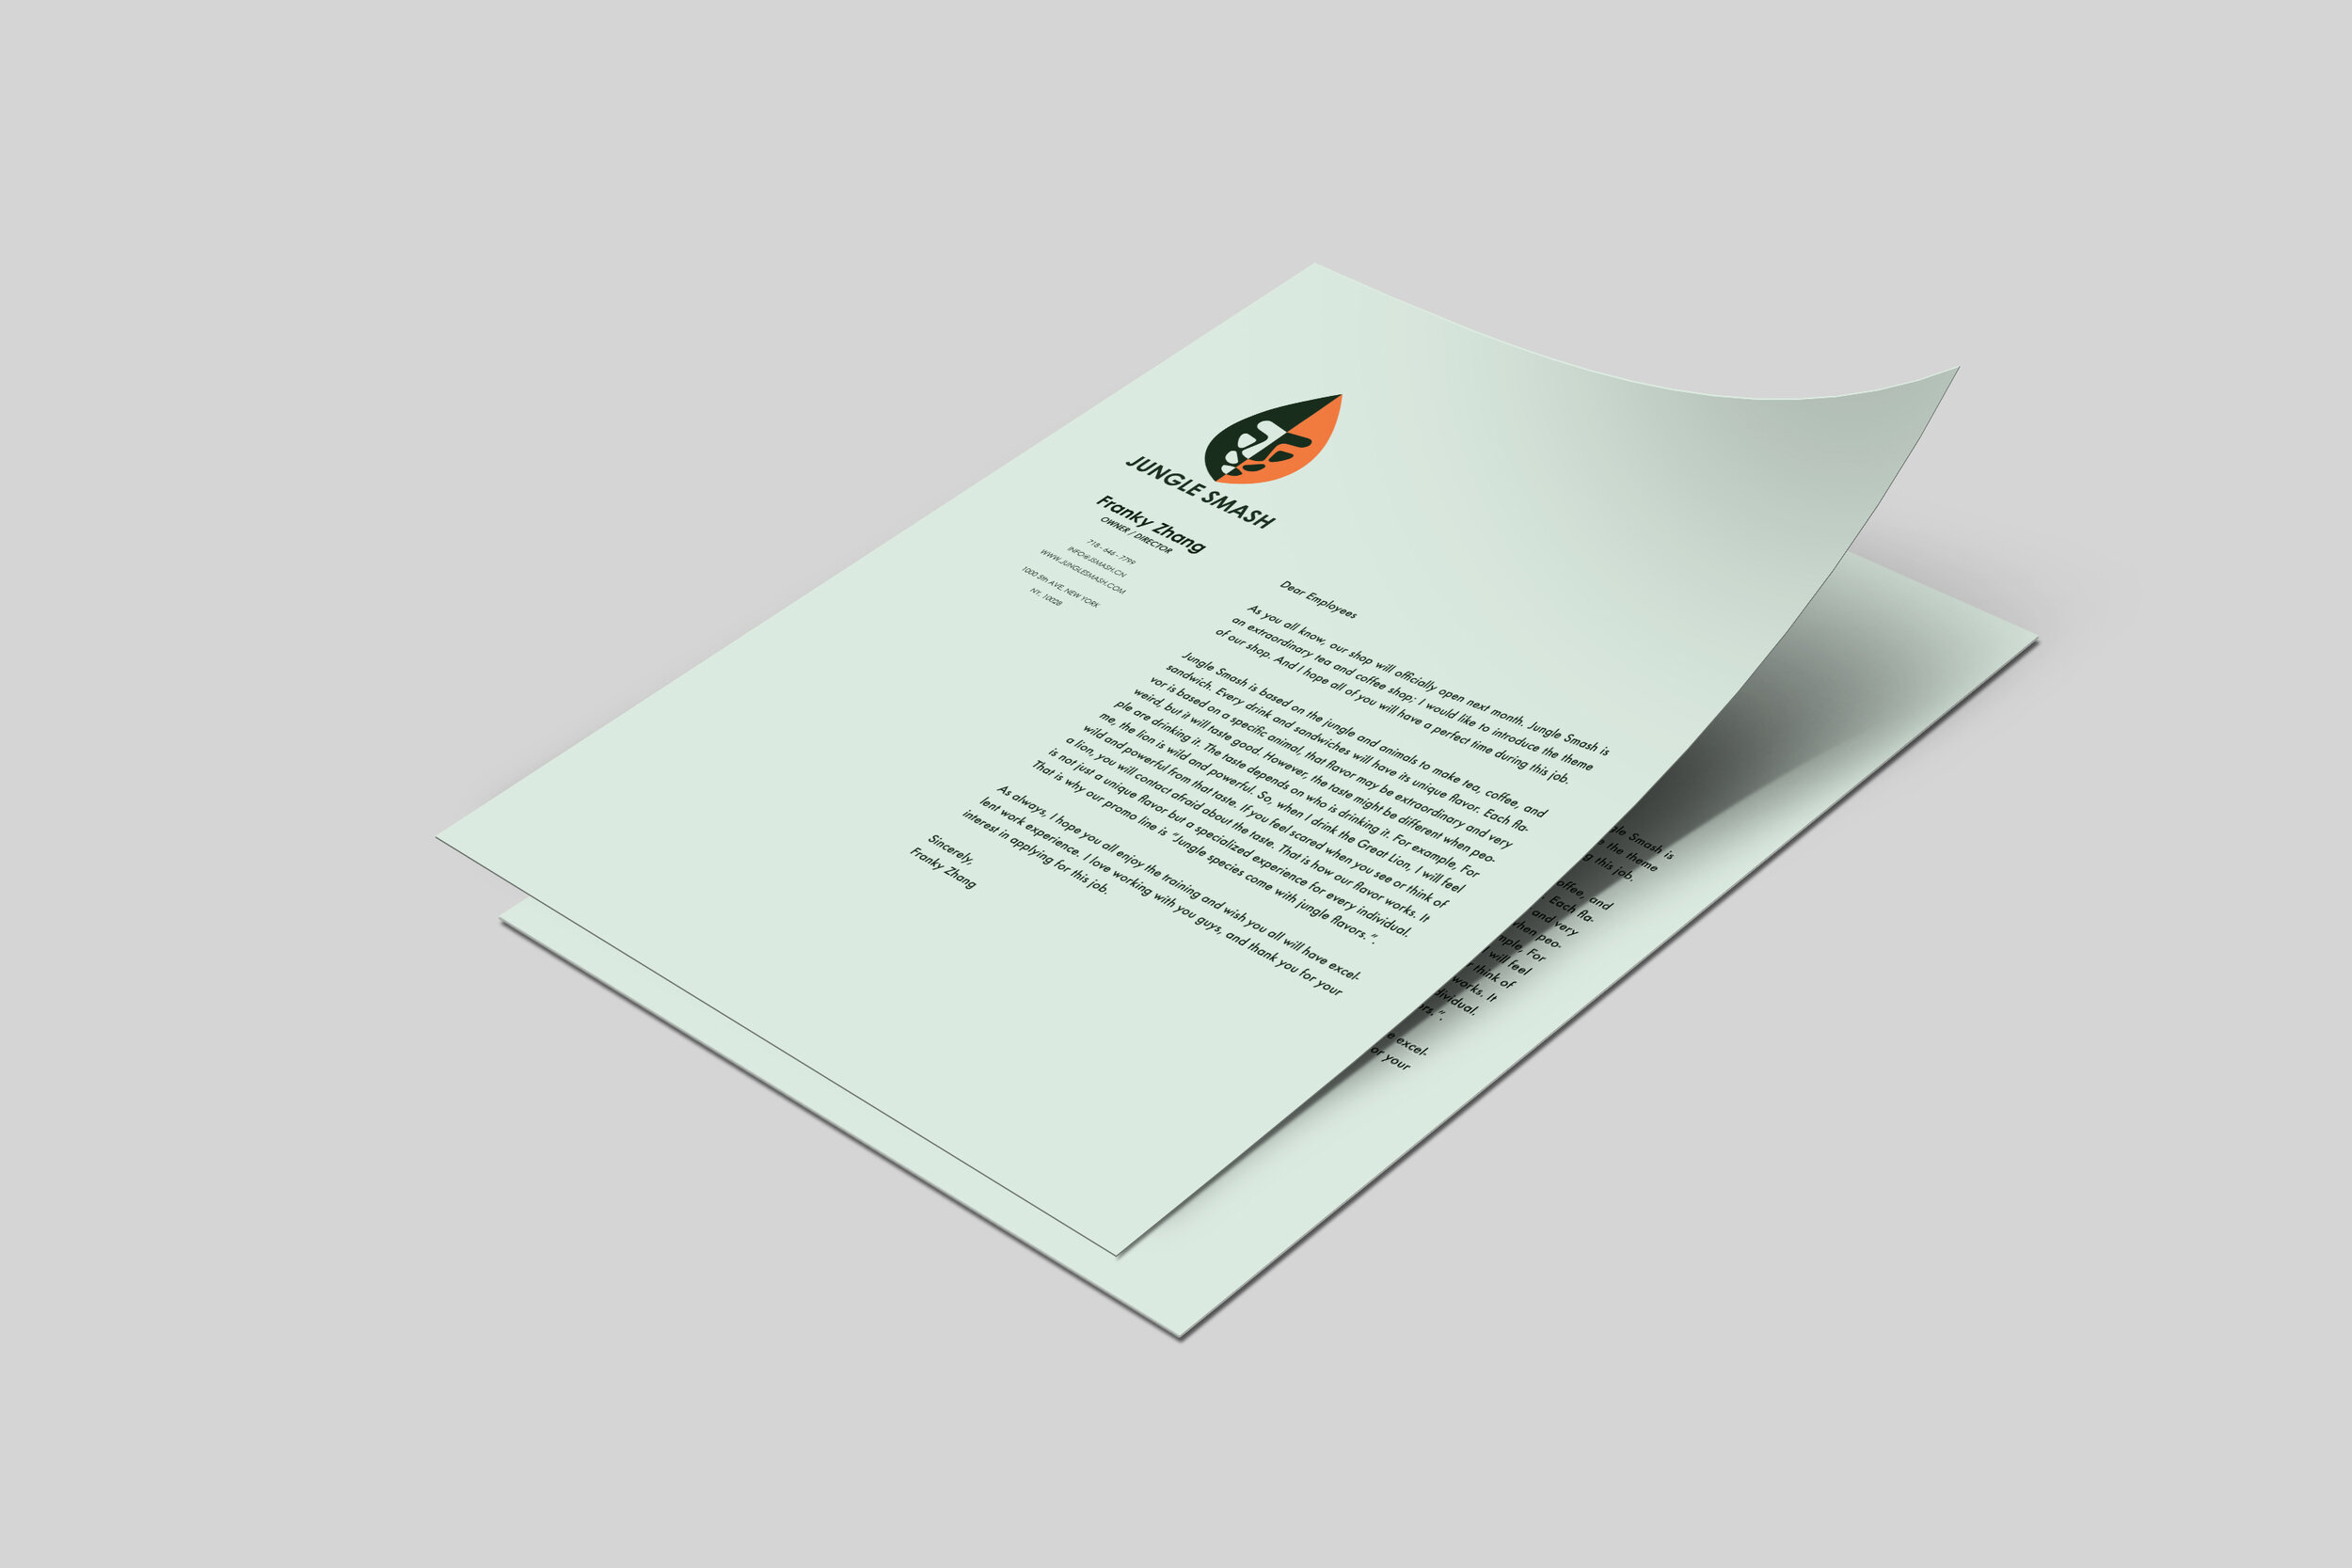 JUNGLE SMASH
Franky Zhang
OWNER / DIRECTOR
718 - 646 - 7799
INFO@JSMASH.CN
WWW.JUNGLESMASH.COM
1000 5th AVE, NEW YORK
NY, 10028
Dear Employees
As you all know, our shop will officially open next month. Jungle Smash is
an extraordinary tea and coffee shop; I would like to introduce the theme
of our shop. And I hope all of you will have a perfect time during this job.
Jungle Smash is based on the jungle and animals to make tea, coffee, and
sandwich. Every drink and sandwiches will have its unique flavor. Each fla-
vor is based on a specific animal, that flavor may be extraordinary and very
weird, but it will taste good. However, the taste might be different when peo-
ple are drinking it. The taste depends on who is drinking it. For example, For
me, the lion is wild and powerful. So, when I drink the Great Lion, I will feel
wild and powerful from that taste. If you feel scared when you see or think of
a lion, you will contact afraid about the taste. That is how our flavor works. It
is not just a unique flavor but a specialized experience for every individual.
That is why our promo line is “Jungle species come with jungle flavors. ”.
As always, I hope you all enjoy the training and wish you all will have excel-
lent work experience. I love working with you guys, and thank you for your
interest in applying for this job.
Sincerely,
Franky Zhang
gle Smash is
the theme
this job.
offee, and
Each fla-
and very
when peo-
mple, For
will feel
think of
works. It
dividual.
rs. ”.
e excel-
or your